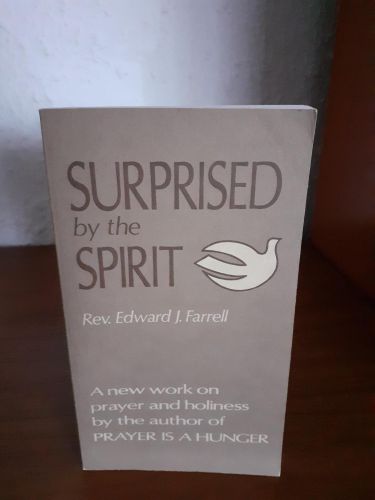 SURPRISED
by the
SPIRIT
Rev. Edward J. Farrell
A new work on
prayer and holiness
by the author of
PRAYER IS A HUNGER